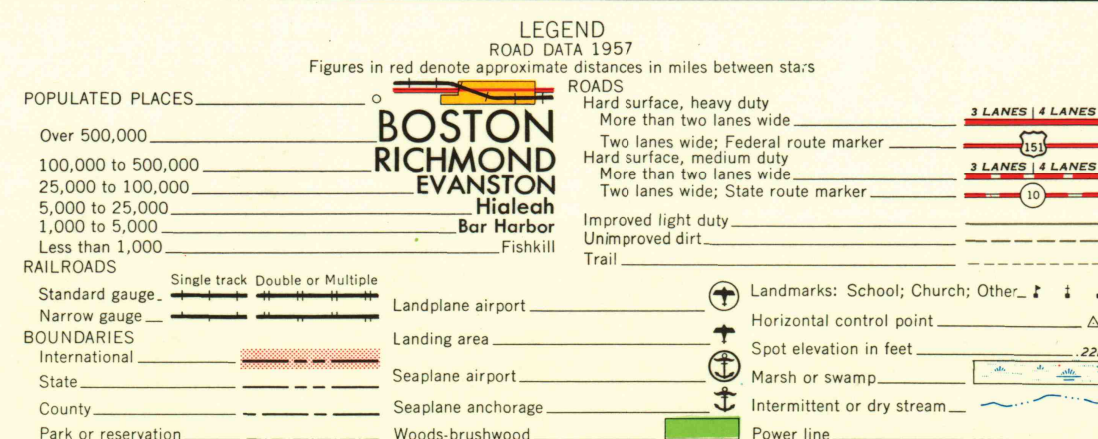 LEGEND
ROAD DATA 1957
Figures in red denote approximate distances in miles between stars
POPULATED PLACES
Over 500,000 BOSTON
100,000 to 500,000 RICHMOND
25,000 to 100,000 EVANSTON
5,000 to 25,000 Hialeah
1,000 to 5,000 Bar Harbor
Less than 1,000 Fishkill
RAILROADS
Single track Double or Multiple
Standard gauge
Narrow gauge
BOUNDARIES
International
State
County
Park or reservation
ROADS
Hard surface, heavy duty
More than two lanes wide 3 LANES | 4 LANES
Two lanes wide; Federal route marker 151
Hard surface, medium duty
More than two lanes wide 3 LANES | 4 LANES
Two lanes wide; State route marker 10
Improved light duty
Unimproved dirt
Trail
Landplane airport
Landing area
Seaplane airport
Seaplane anchorage
Woods-brushwood
Landmarks: School; Church; Other
Horizontal control point
Spot elevation in feet
Marsh or swamp
Intermittent or dry stream
Power line